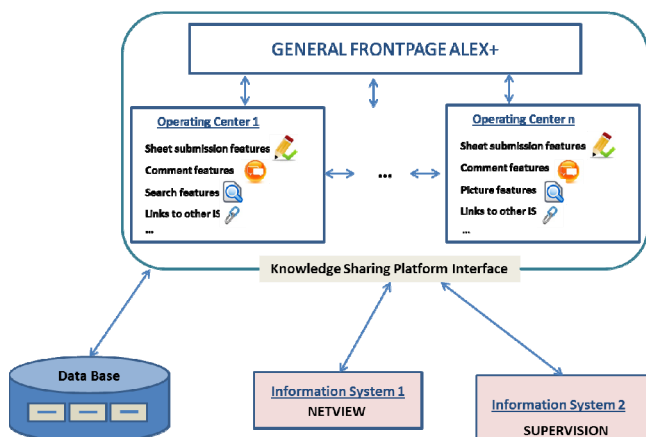 GENERAL FRONTPAGE ALEX+
Operating Center 1
Sheet submission features
Comment features
Search features
Links to other IS
...
...
Operating Center n
Sheet submission features
Comment features
Picture features
Links to other IS
...
Knowledge Sharing Platform Interface
Data Base
Information System 1
NETVIEW
Information System 2
SUPERVISION